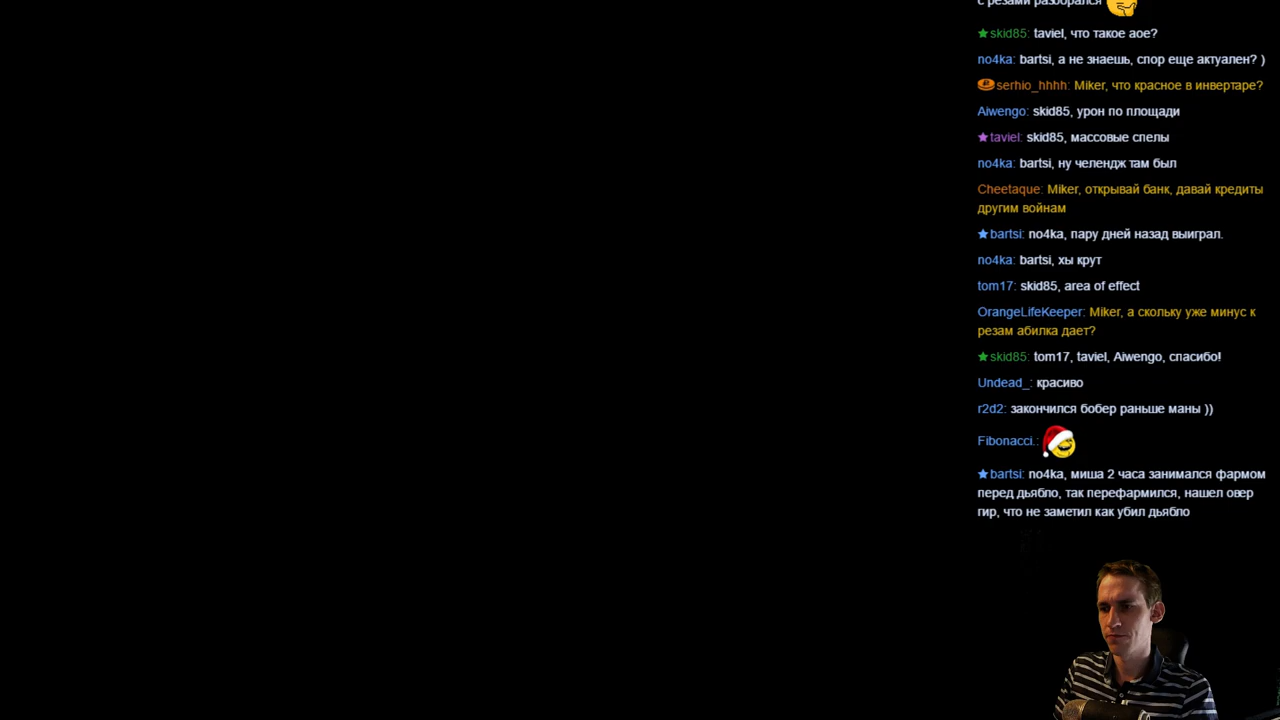 с резами разобрался
skid85: taviel, что такое аое?
no4ka: bartsi, а не знаешь, спор еще актуален? )
serhio_hhhh: Miker, что красное в инвертаре?
Aiwengo: skid85, урон по площади
taviel: skid85, массовые спелы
no4ka: bartsi, ну челендж там был
Cheetaque: Miker, открывай банк, давай кредиты
другим войнам
bartsi: no4ka, пару дней назад выиграл.
no4ka: bartsi, хы крут
tom17: skid85, area of effect
OrangeLifeKeeper: Miker, а скольку уже минус к
резам абилка дает?
skid85: tom17, taviel, Aiwengo, спасибо!
Undead_: красиво
r2d2: закончился бобер раньше маны ))
Fibonacci.:
bartsi: no4ka, миша 2 часа занимался фармом
перед дьябло, так перефармился, нашел овер
гир, что не заметил как убил дьябло